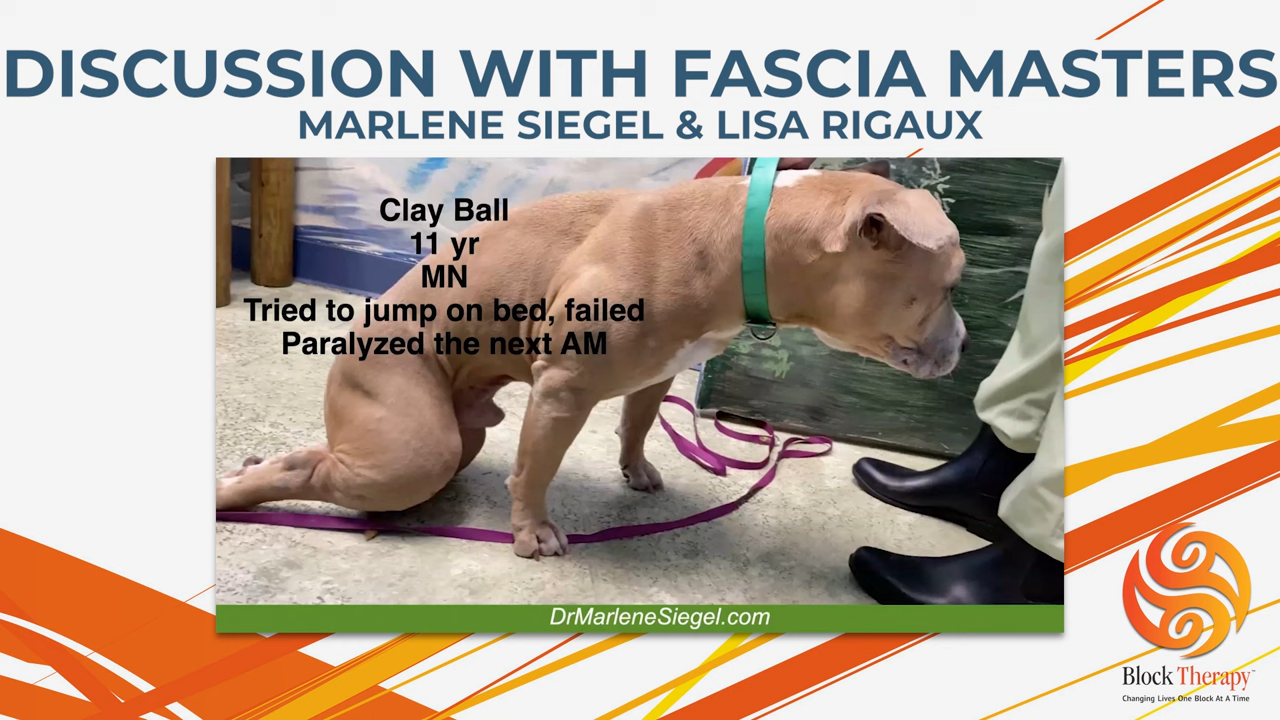 DISCUSSION WITH FASCIA MASTERS
MARLENE SIEGEL & LISA RIGAUX
Clay Ball
11 yr
MN
Tried to jump on bed, failed
Paralyzed the next AM
DrMarleneSiegel.com
Block Therapy™
Changing Lives One Block At A Time